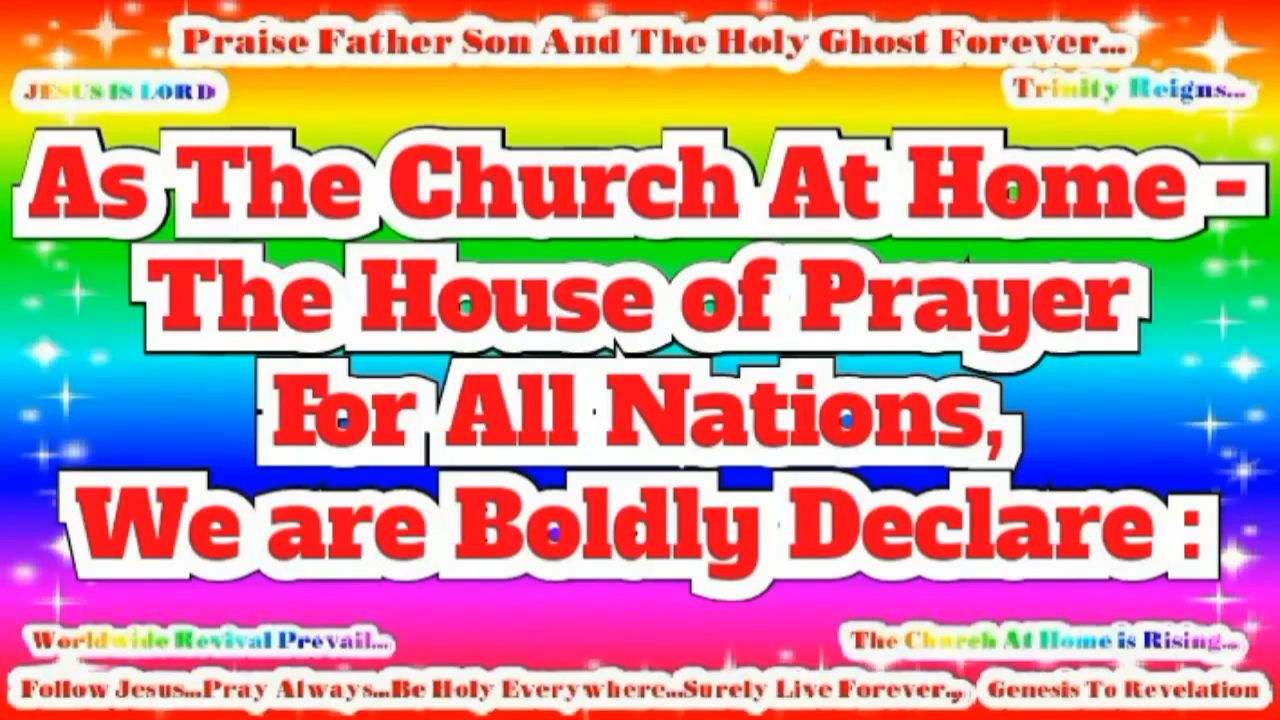 Praise Father Son And The Holy Ghost Forever...
JESUS IS LORD
Trinity Reigns...
As The Church At Home -
The House of Prayer
For All Nations,
We are Boldly Declare :
Worldwide Revival Prevail...
The Church At Home is Rising...
Follow Jesus...Pray Always...Be Holy Everywhere...Surely Live Forever..,
Genesis To Revelation